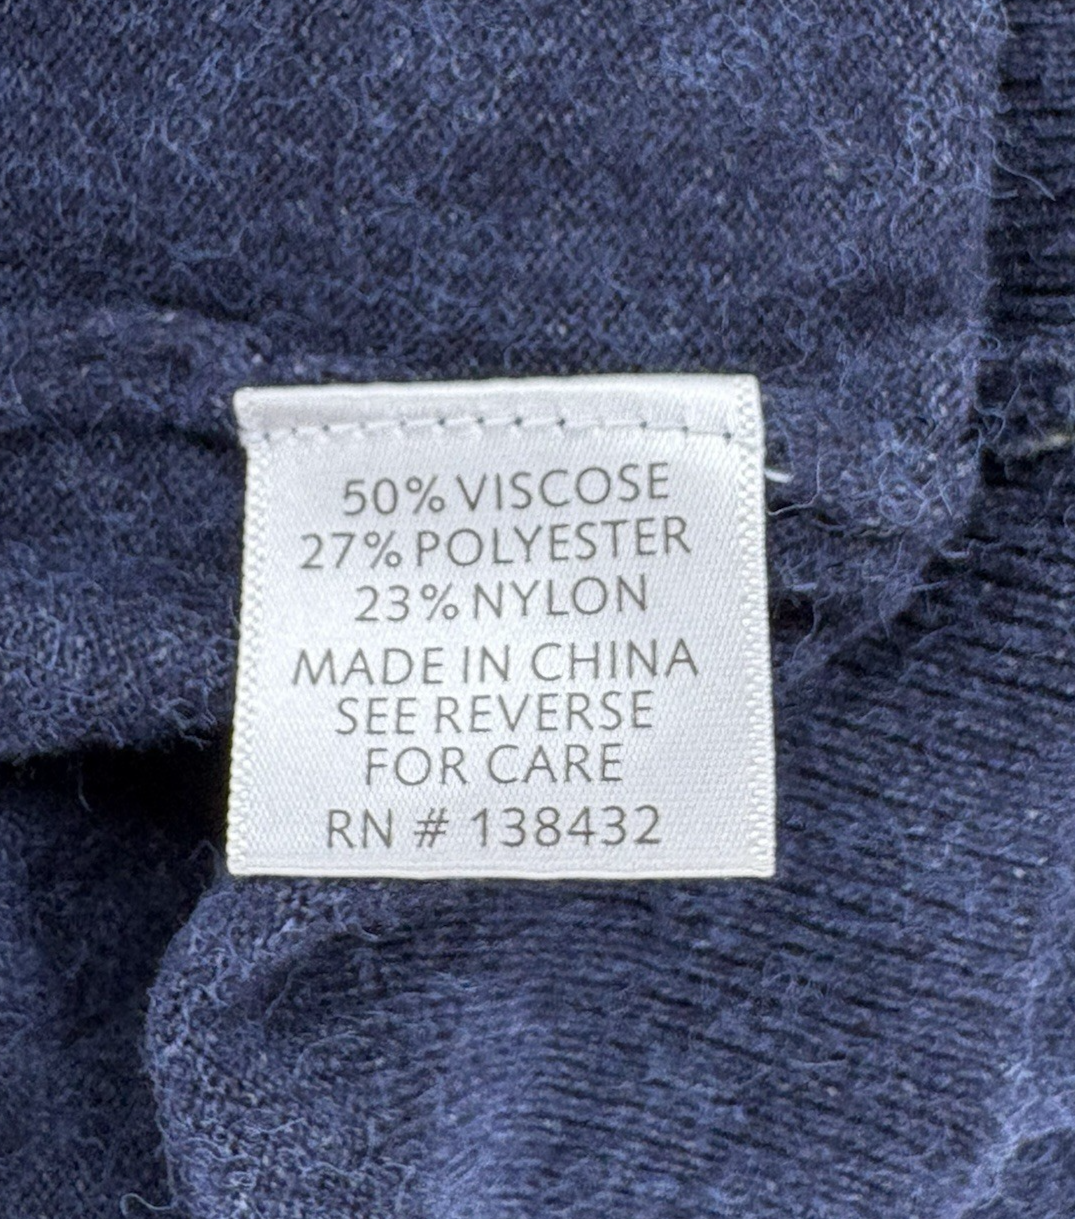 50% VISCOSE
27% POLYESTER
23% NYLON
MADE IN CHINA
SEE REVERSE
FOR CARE
RN # 138432